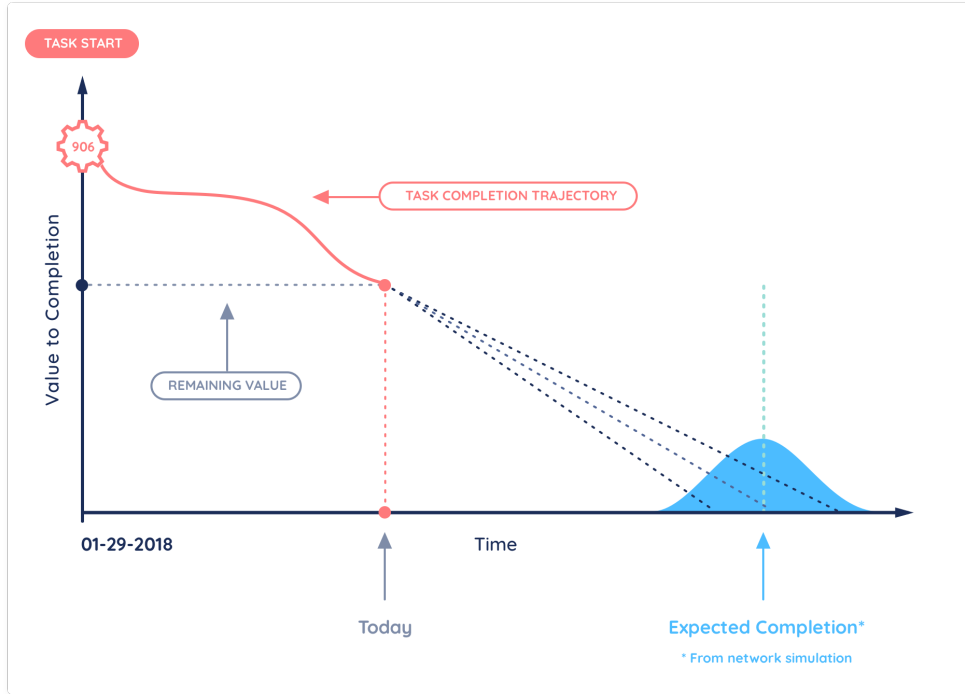 TASK START
906
TASK COMPLETION TRAJECTORY
Value to Completion
REMAINING VALUE
01-29-2018
Time
Today
Expected Completion*
* From network simulation